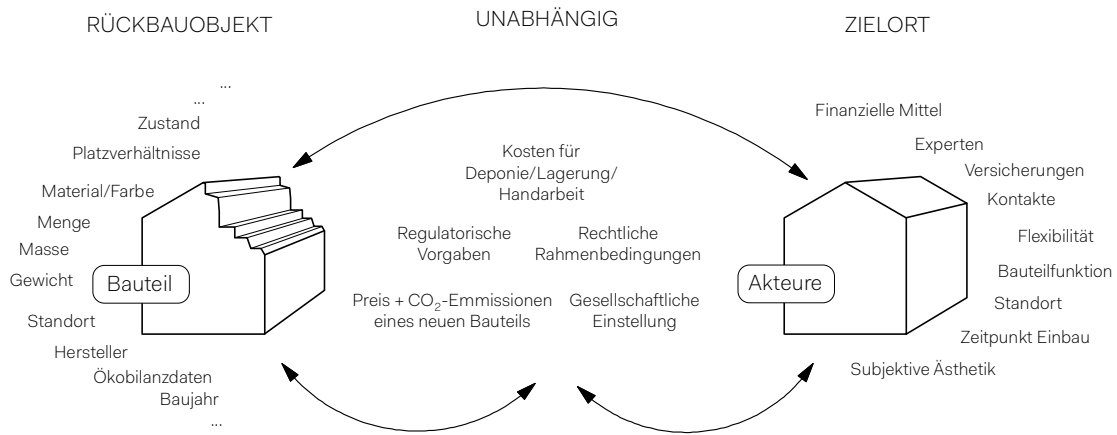 RÜCKBAUOBJEKT
...
...
Zustand
Platzverhältnisse
Material/Farbe
Menge
Masse
Gewicht
Bauteil
Standort
Hersteller
Ökobilanzdaten
Baujahr
...
UNABHÄNGIG
Kosten für
Deponie/Lagerung/
Handarbeit
Regulatorische
Vorgaben
Rechtliche
Rahmenbedingungen
Preis + CO₂-Emmissionen
eines neuen Bauteils
Gesellschaftliche
Einstellung
ZIELORT
Finanzielle Mittel
Experten
Versicherungen
Kontakte
Flexibilität
Bauteilfunktion
Akteure
Standort
Zeitpunkt Einbau
Subjektive Ästhetik